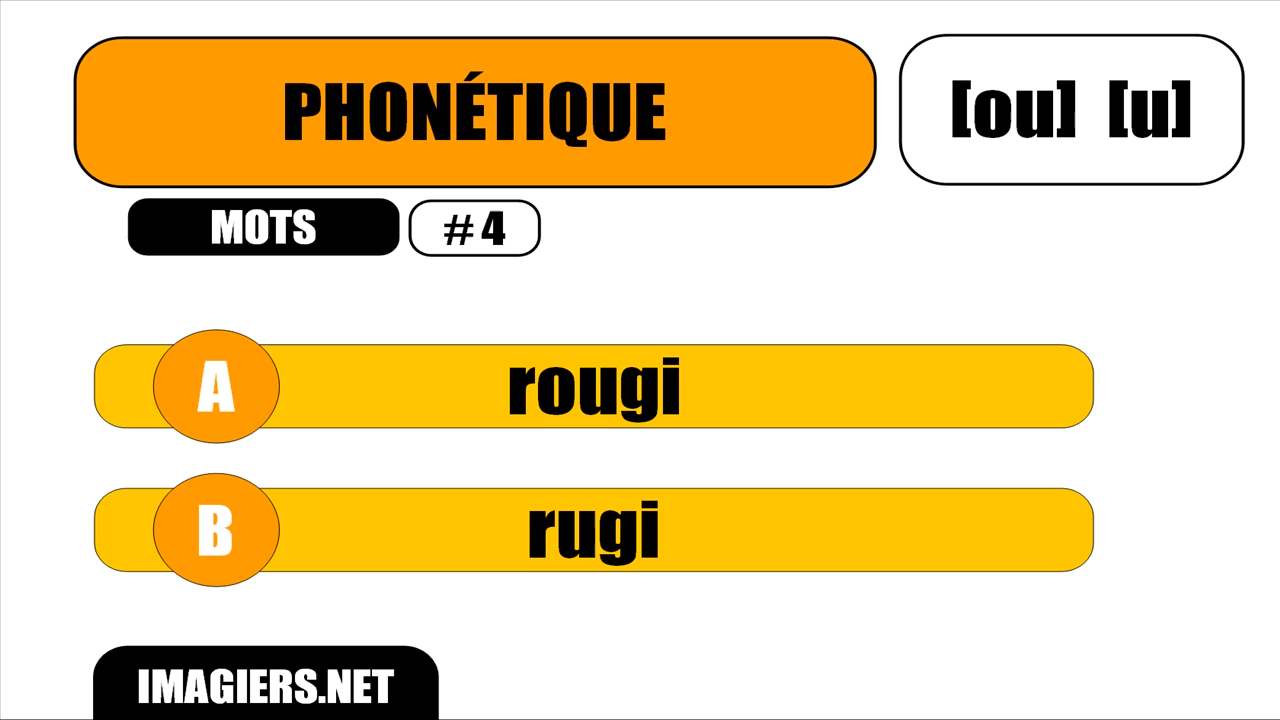 PHONÉTIQUE
[ou] [u]
MOTS
# 4
A
rougi
B
rugi
IMAGIERS.NET